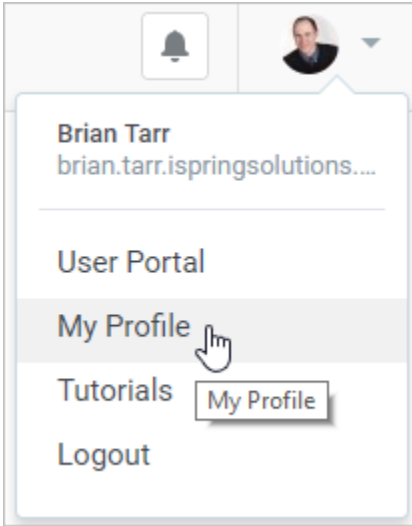 Brian Tarr
brian.tarr.ispringsolutions....
User Portal
My Profile
Tutorials
My Profile
Logout